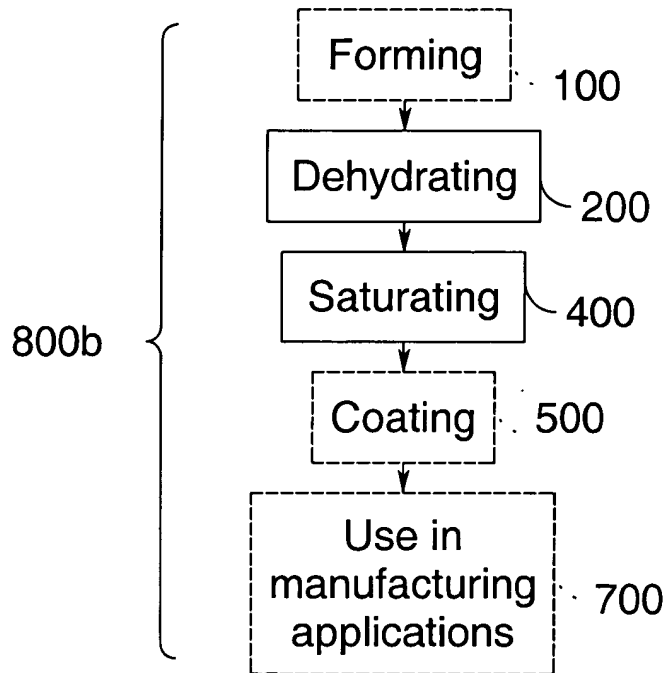 Forming
100
Dehydrating
200
Saturating
400
800b
Coating
500
Use in
manufacturing
applications
700